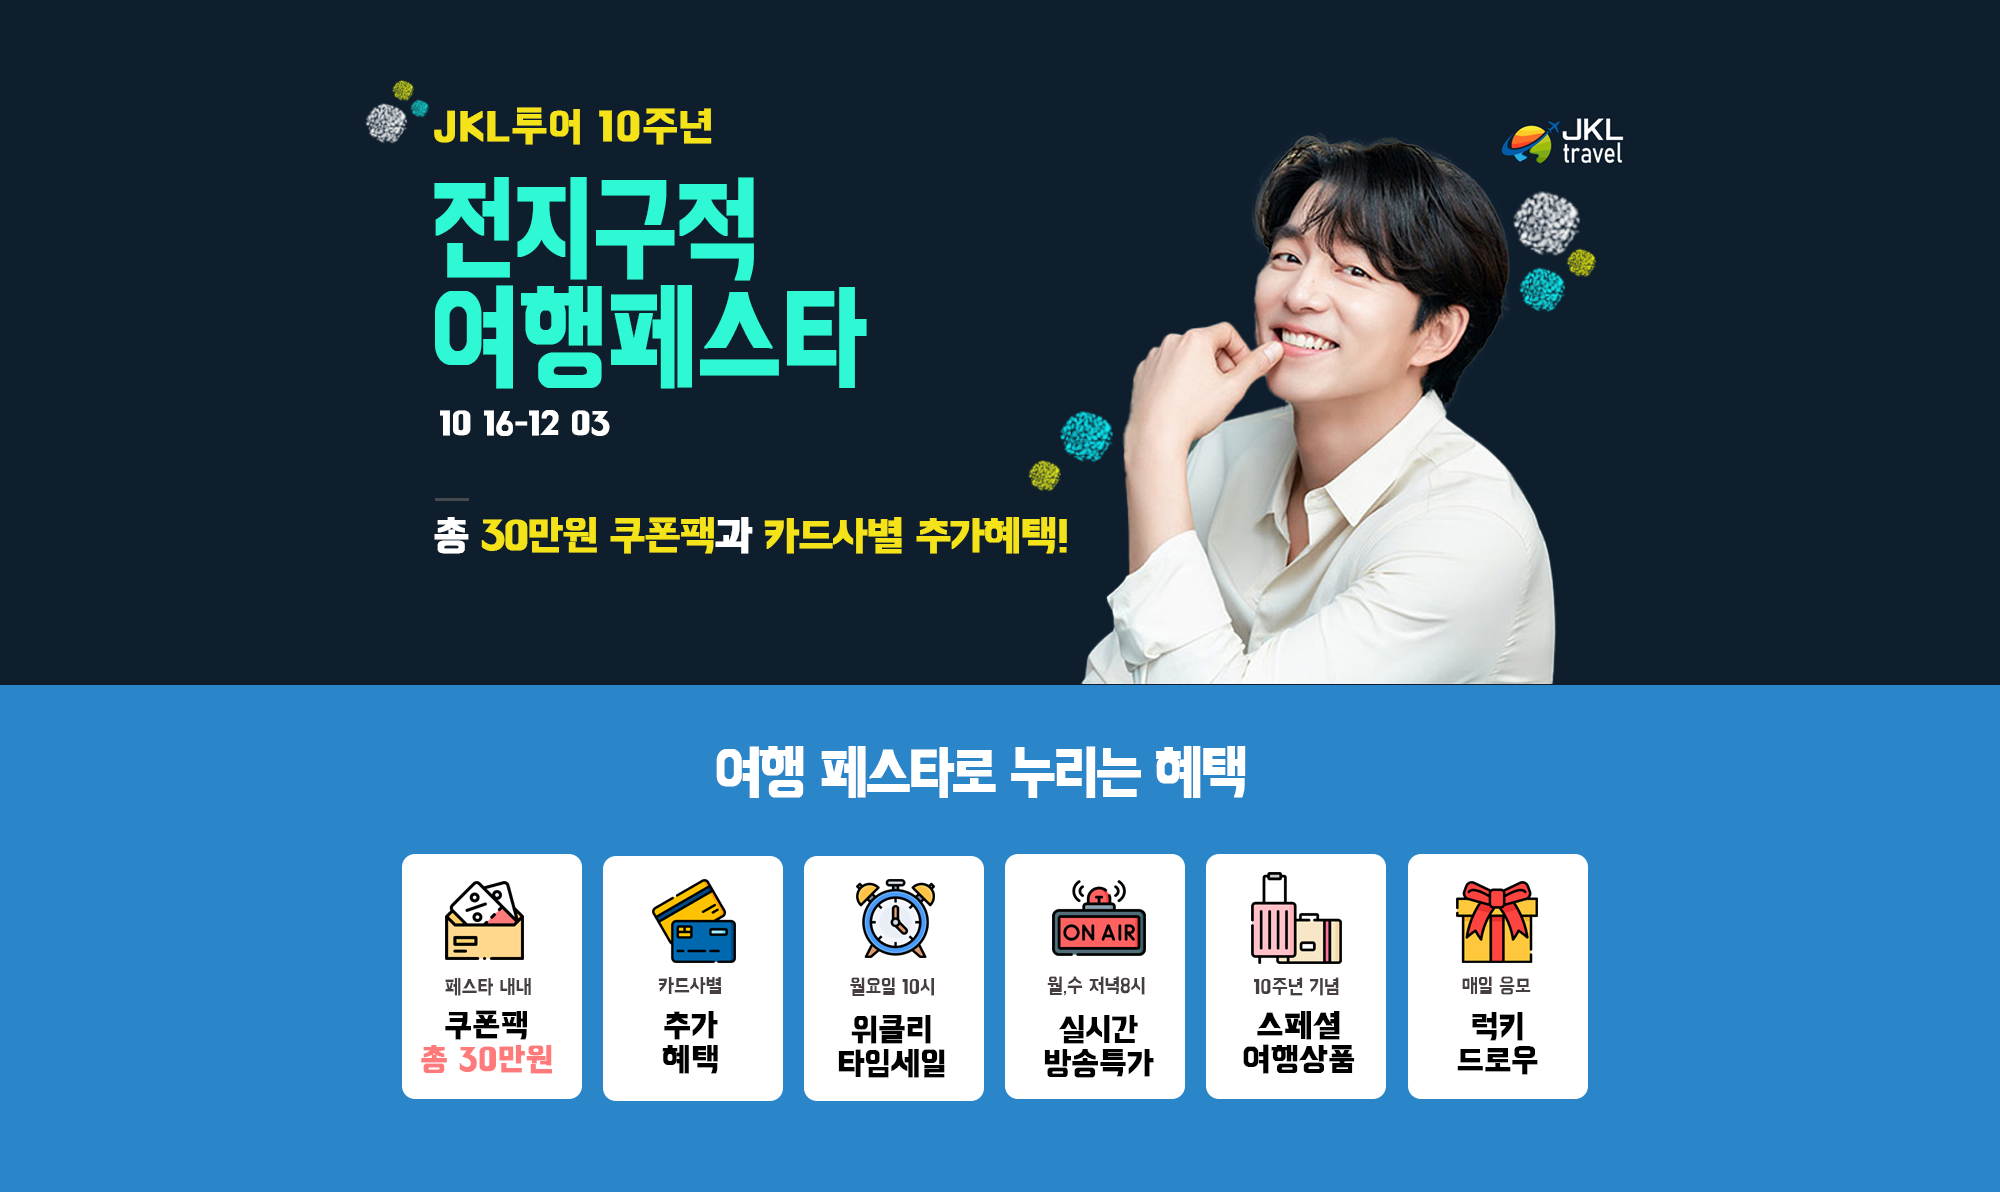 JKL투어 10주년
JKL
travel
전지구적
여행페스타
10 16-12 03
총 30만원 쿠폰팩과 카드사별 추가혜택!
여행 페스타로 누리는 혜택
페스타 내내
쿠폰팩
총 30만원
카드사별
추가
혜택
월요일 10시
위클리
타임세일
ON AIR
월,수 저녁8시
실시간
방송특가
10주년 기념
스페셜
여행상품
매일 응모
럭키
드로우